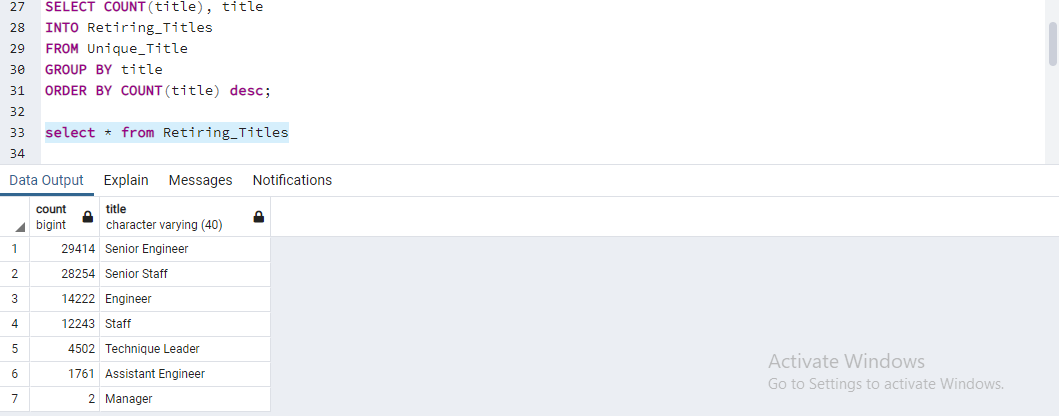 27 SELECT COUNT(title), title
28 INTO Retiring_Titles
29 FROM Unique_Title
30 GROUP BY title
31 ORDER BY COUNT(title) desc;
32
33 select * from Retiring_Titles
34
Data Output Explain Messages Notifications
count title
bigint character varying (40)
1 29414 Senior Engineer
2 28254 Senior Staff
3 14222 Engineer
4 12243 Staff
5 4502 Technique Leader
6 1761 Assistant Engineer
7 2 Manager
Activate Windows
Go to Settings to activate Windows.